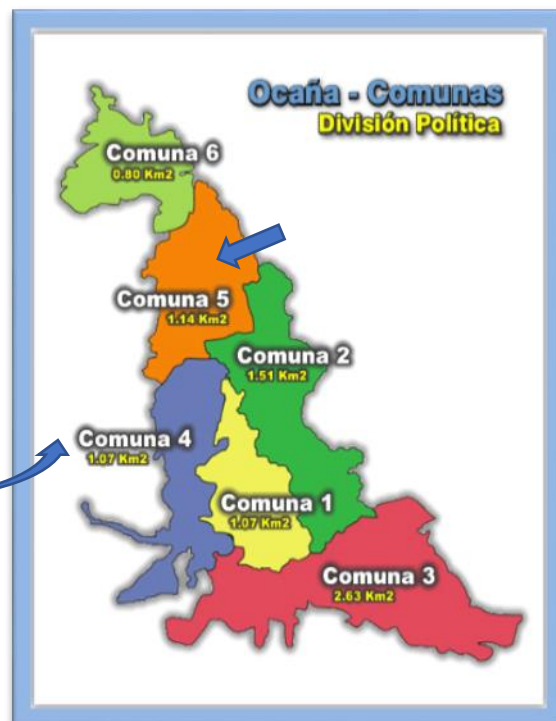 Ocaña - Comunas
División Política
Comuna 6
0.80 Km2
Comuna 5
1.14 Km2
Comuna 2
1.51 Km2
Comuna 4
1.07 Km2
Comuna 1
1.07 Km2
Comuna 3
2.63 Km2